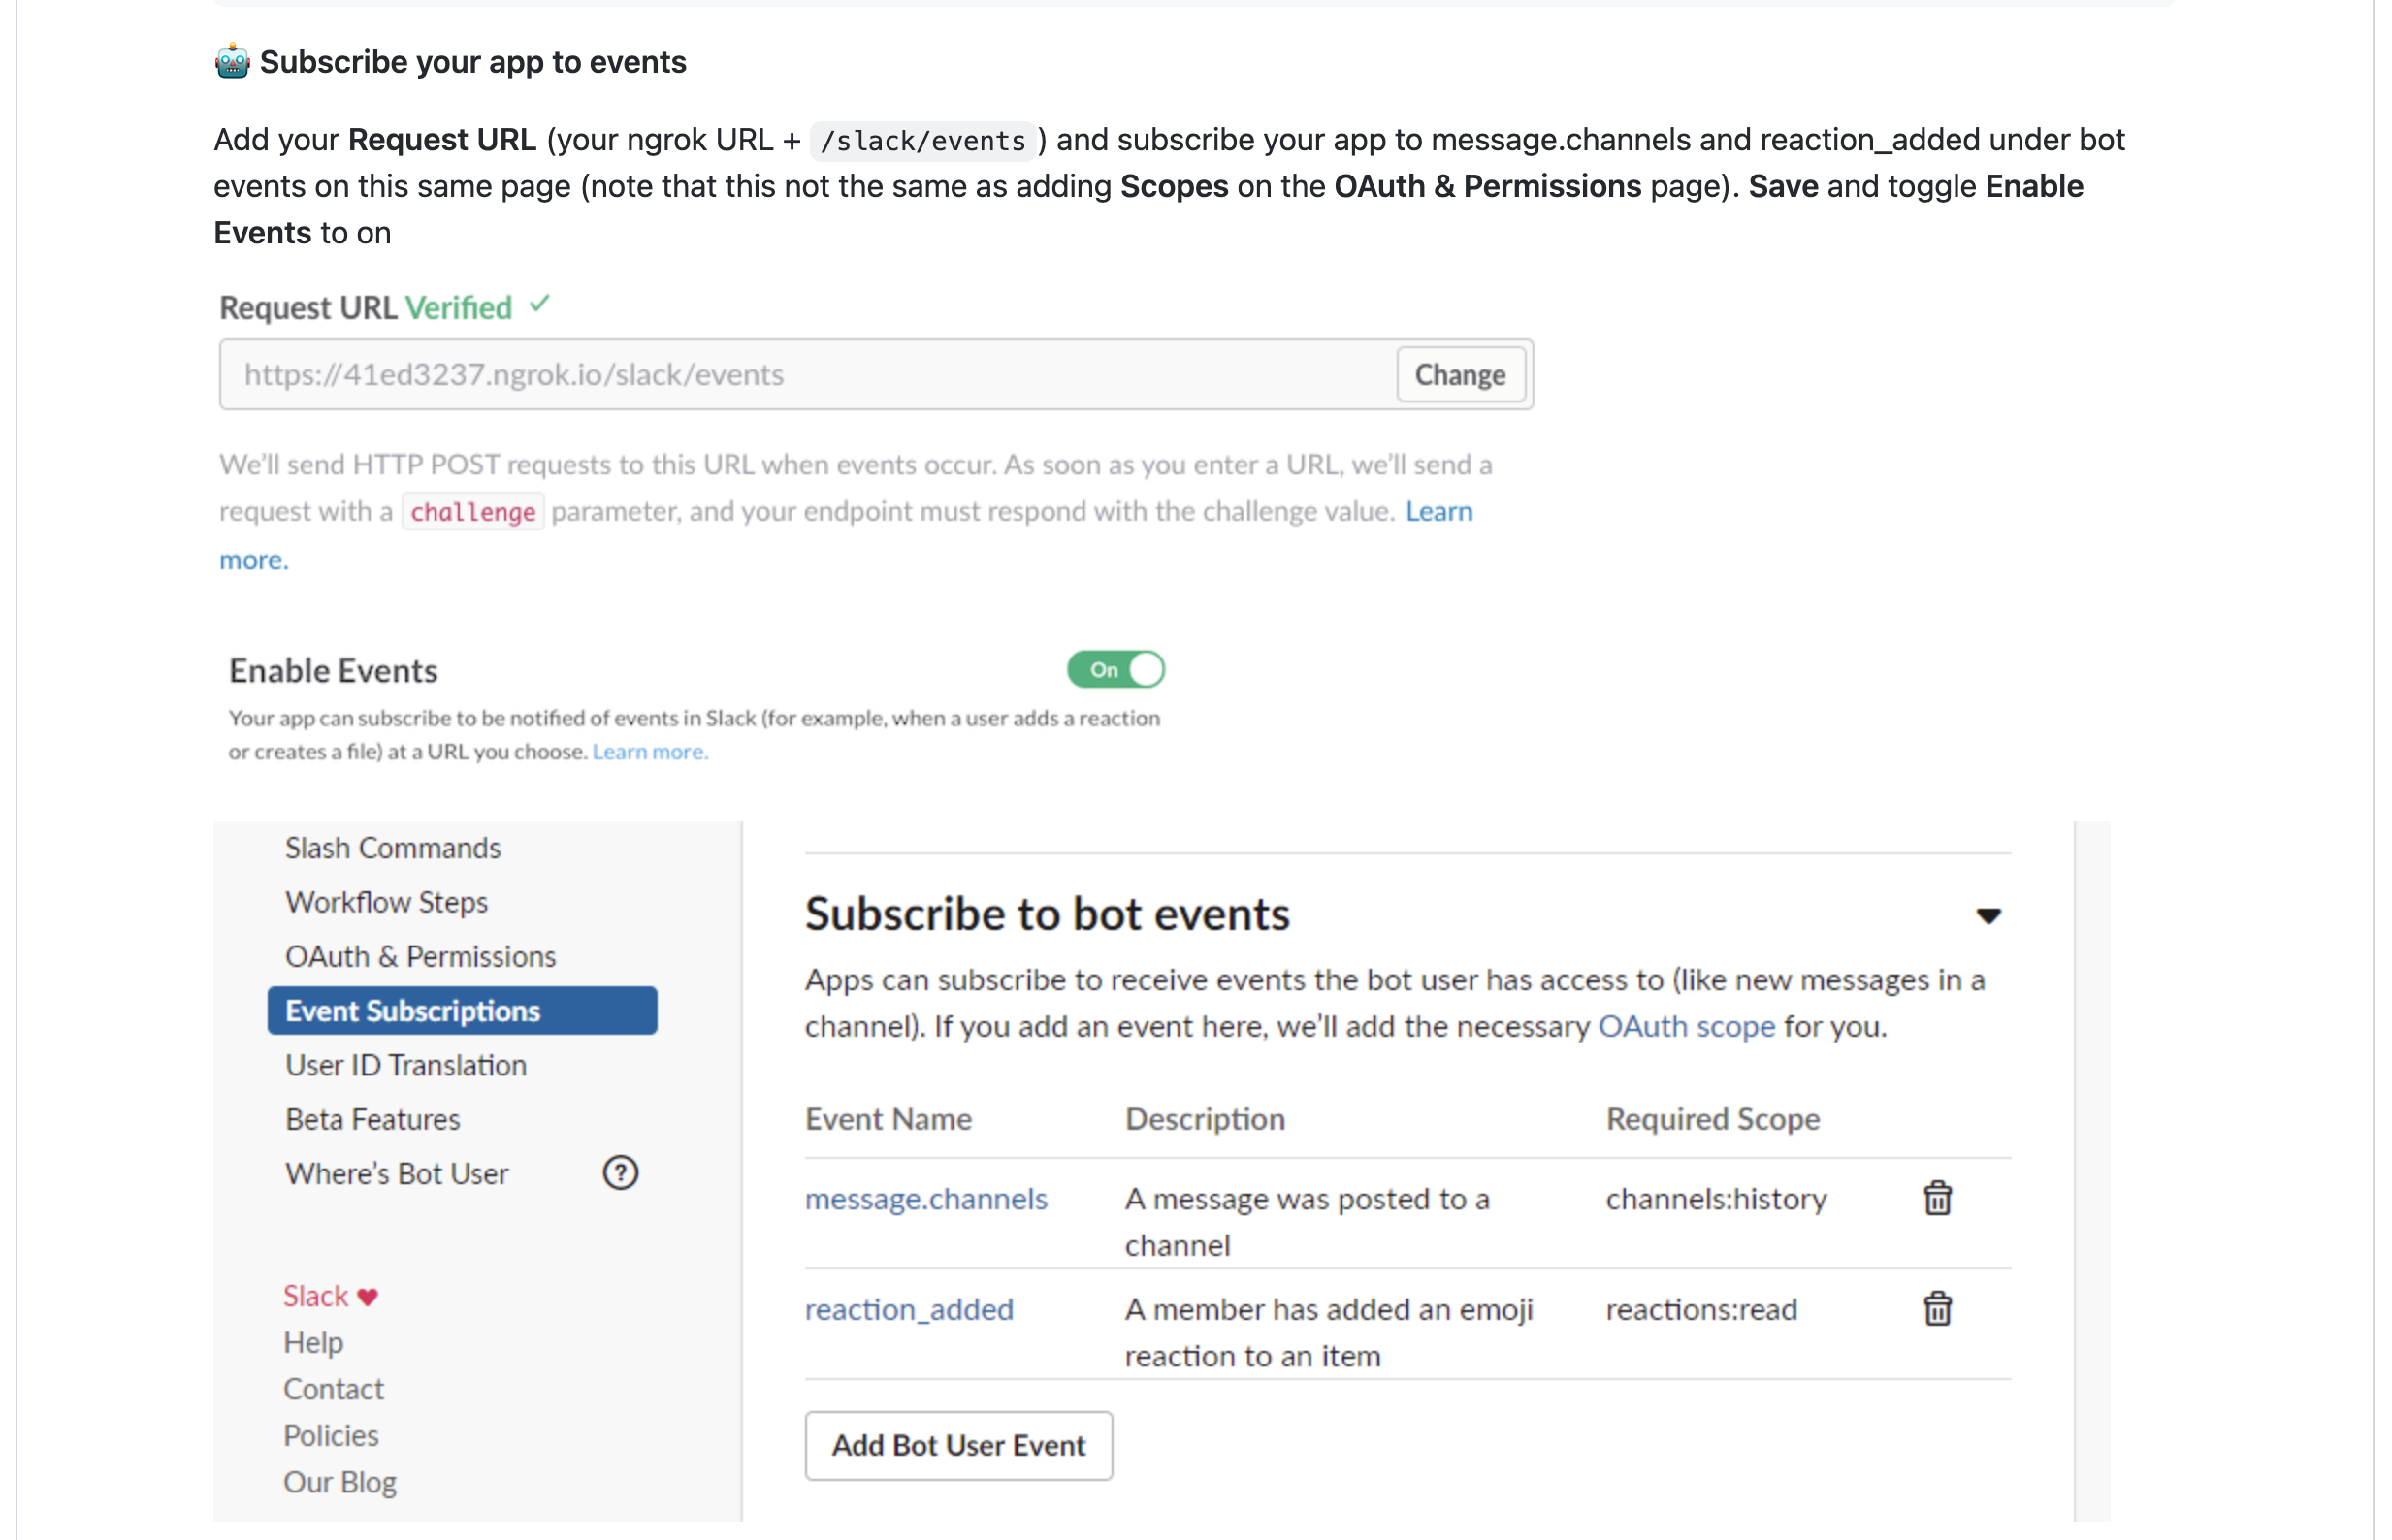 🤖 Subscribe your app to events
Add your Request URL (your ngrok URL + /slack/events) and subscribe your app to message.channels and reaction_added under bot
events on this same page (note that this not the same as adding Scopes on the OAuth & Permissions page). Save and toggle Enable
Events to on
Request URL Verified ✓
https://41ed3237.ngrok.io/slack/events
Change
We’ll send HTTP POST requests to this URL when events occur. As soon as you enter a URL, we’ll send a
request with a challenge parameter, and your endpoint must respond with the challenge value. Learn
more.
Enable Events
On
Your app can subscribe to be notified of events in Slack (for example, when a user adds a reaction
or creates a file) at a URL you choose. Learn more.
Slash Commands
Workflow Steps
OAuth & Permissions
Event Subscriptions
User ID Translation
Beta Features
Where’s Bot User ?
Slack ♥
Help
Contact
Policies
Our Blog
Subscribe to bot events
Apps can subscribe to receive events the bot user has access to (like new messages in a
channel). If you add an event here, we’ll add the necessary OAuth scope for you.
Event Name Description Required Scope
message.channels A message was posted to a channels:history
channel
reaction_added A member has added an emoji reactions:read
reaction to an item
Add Bot User Event